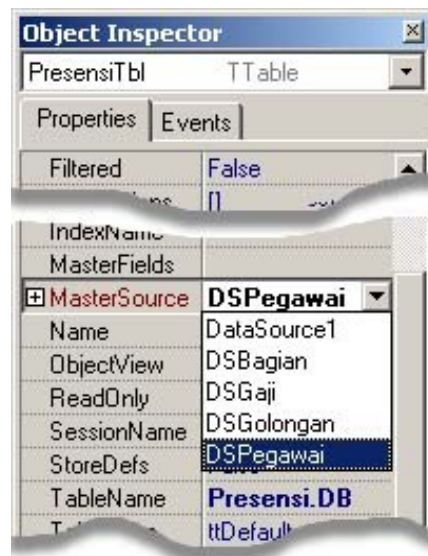 Object Inspector
PresensiTbl TTable
Properties Events
Filtered False
[]
IndexName
MasterFields
MasterSource DSPegawai
Name DataSource1
ObjectView DSBagian
ReadOnly DSGaji
SessionName DSGolongan
StoreDefs DSPegawai
TableName Presensi.DB
ttDefault